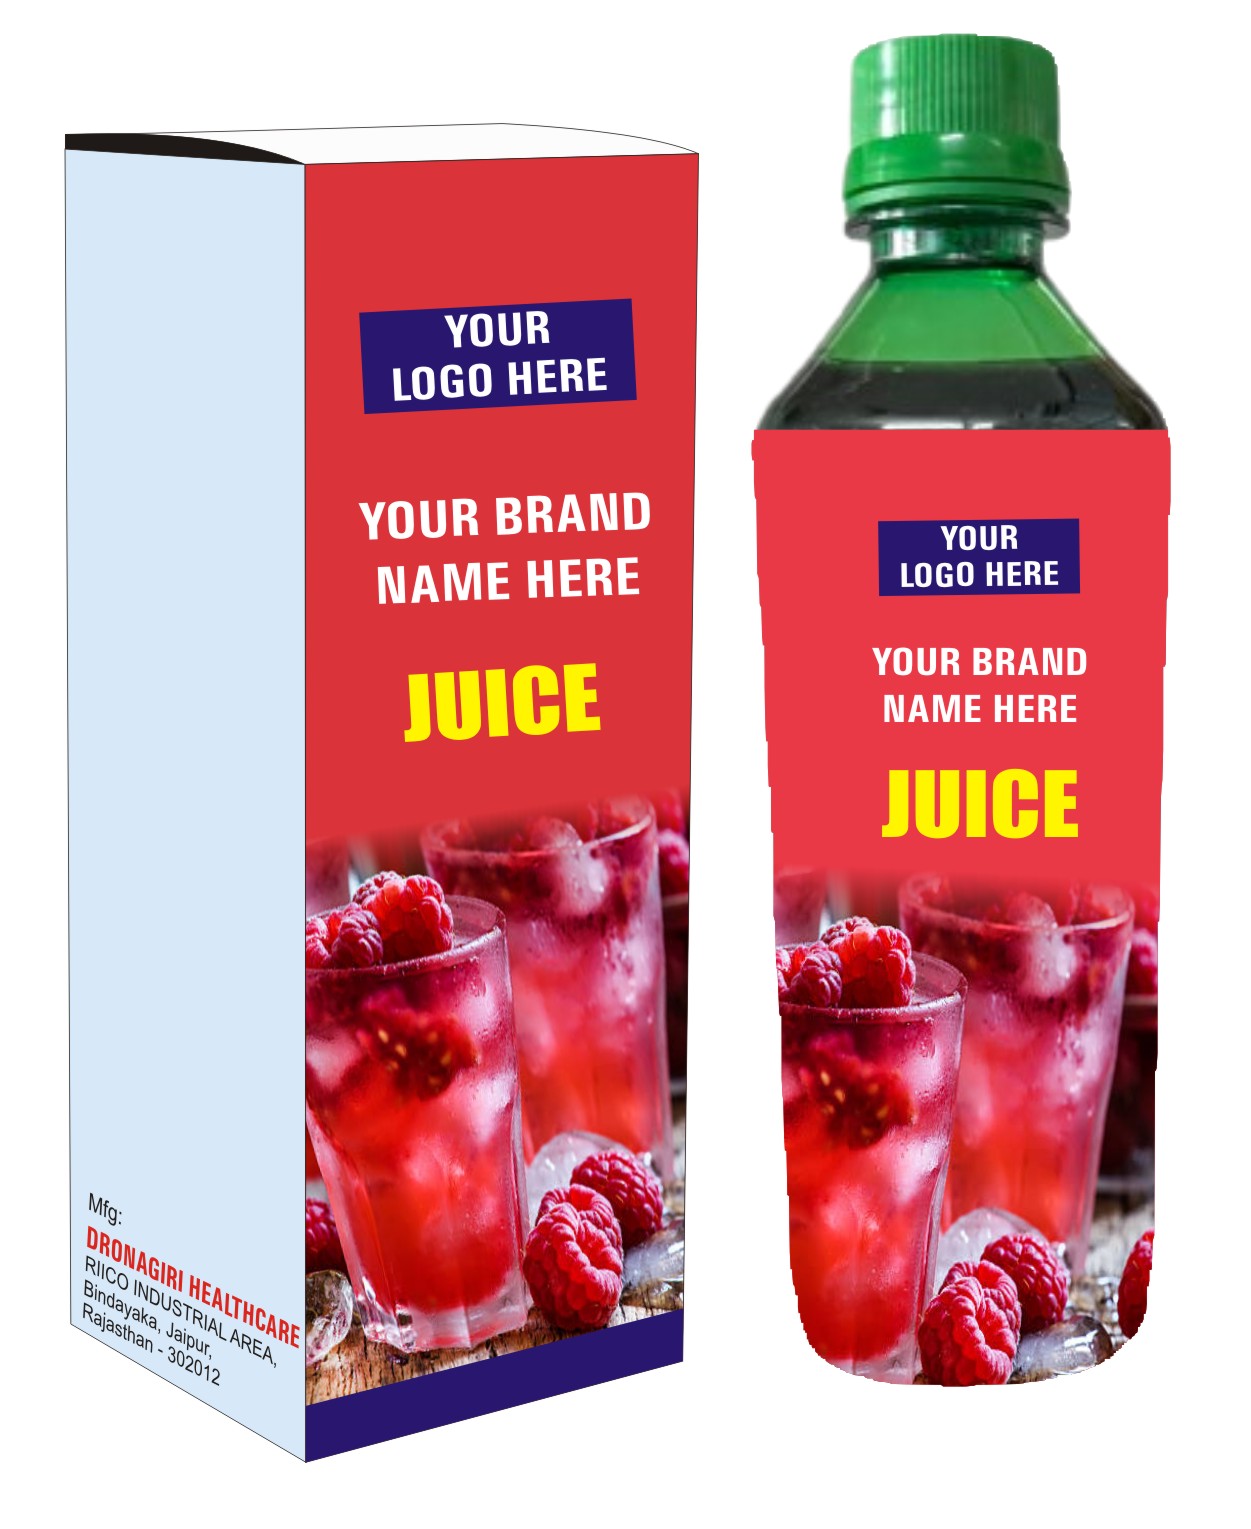 YOUR
LOGO HERE
YOUR BRAND
NAME HERE
JUICE
Mfg:
DRONAGIRI HEALTHCARE
RIICO INDUSTRIAL AREA,
Bindayaka, Jaipur,
Rajasthan - 302012
YOUR
LOGO HERE
YOUR BRAND
NAME HERE
JUICE